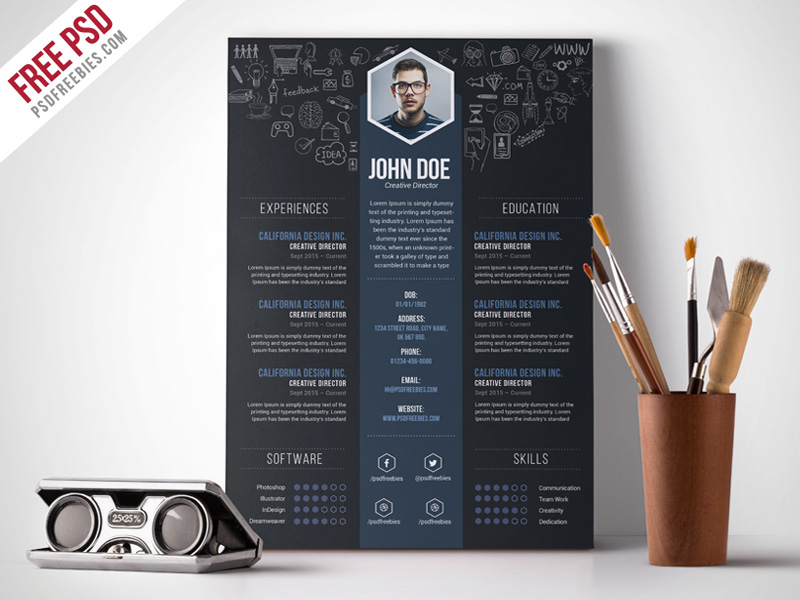 FREE PSD
PSDFREEBIES.COM
WWW
feedback
.COM
IDEA
JOHN DOE
Creative Director
Lorem Ipsum is simply dummy
text of the printing and typeset-
ting industry. Lorem Ipsum has
been the industry's standard
dummy text ever since the
1500s, when an unknown print-
er took a galley of type and
scrambled it to make a type
DOB:
01/01/1982
ADDRESS:
1234 STREET ROAD, CITY NAME,
UK 567 890.
PHONE:
01234-456-0000
EMAIL:
HI@PSDFREEBIES.COM
WEBSITE:
WWW.PSDFREEBIES.COM
/psdfreebies
@psdfreebies
/psdfreebies
/psdfreebies
EXPERIENCES
CALIFORNIA DESIGN INC.
CREATIVE DIRECTOR
Sept 2015 – Current
Lorem Ipsum is simply dummy text of the
printing and typesetting industry. Lorem
Ipsum has been the industry's standard
CALIFORNIA DESIGN INC.
CREATIVE DIRECTOR
Sept 2015 – Current
Lorem Ipsum is simply dummy text of the
printing and typesetting industry. Lorem
Ipsum has been the industry's standard
CALIFORNIA DESIGN INC.
CREATIVE DIRECTOR
Sept 2015 – Current
Lorem Ipsum is simply dummy text of the
printing and typesetting industry. Lorem
Ipsum has been the industry's standard
SOFTWARE
Photoshop
Illustrator
InDesign
Dreamweaver
EDUCATION
CALIFORNIA DESIGN INC.
CREATIVE DIRECTOR
Sept 2015 – Current
Lorem Ipsum is simply dummy text of the
printing and typesetting industry. Lorem
Ipsum has been the industry's standard
CALIFORNIA DESIGN INC.
CREATIVE DIRECTOR
Sept 2015 – Current
Lorem Ipsum is simply dummy text of the
printing and typesetting industry. Lorem
Ipsum has been the industry's standard
CALIFORNIA DESIGN INC.
CREATIVE DIRECTOR
Sept 2015 – Current
Lorem Ipsum is simply dummy text of the
printing and typesetting industry. Lorem
Ipsum has been the industry's standard
SKILLS
Communication
Team Work
Creativity
Dedication
2.5x25%